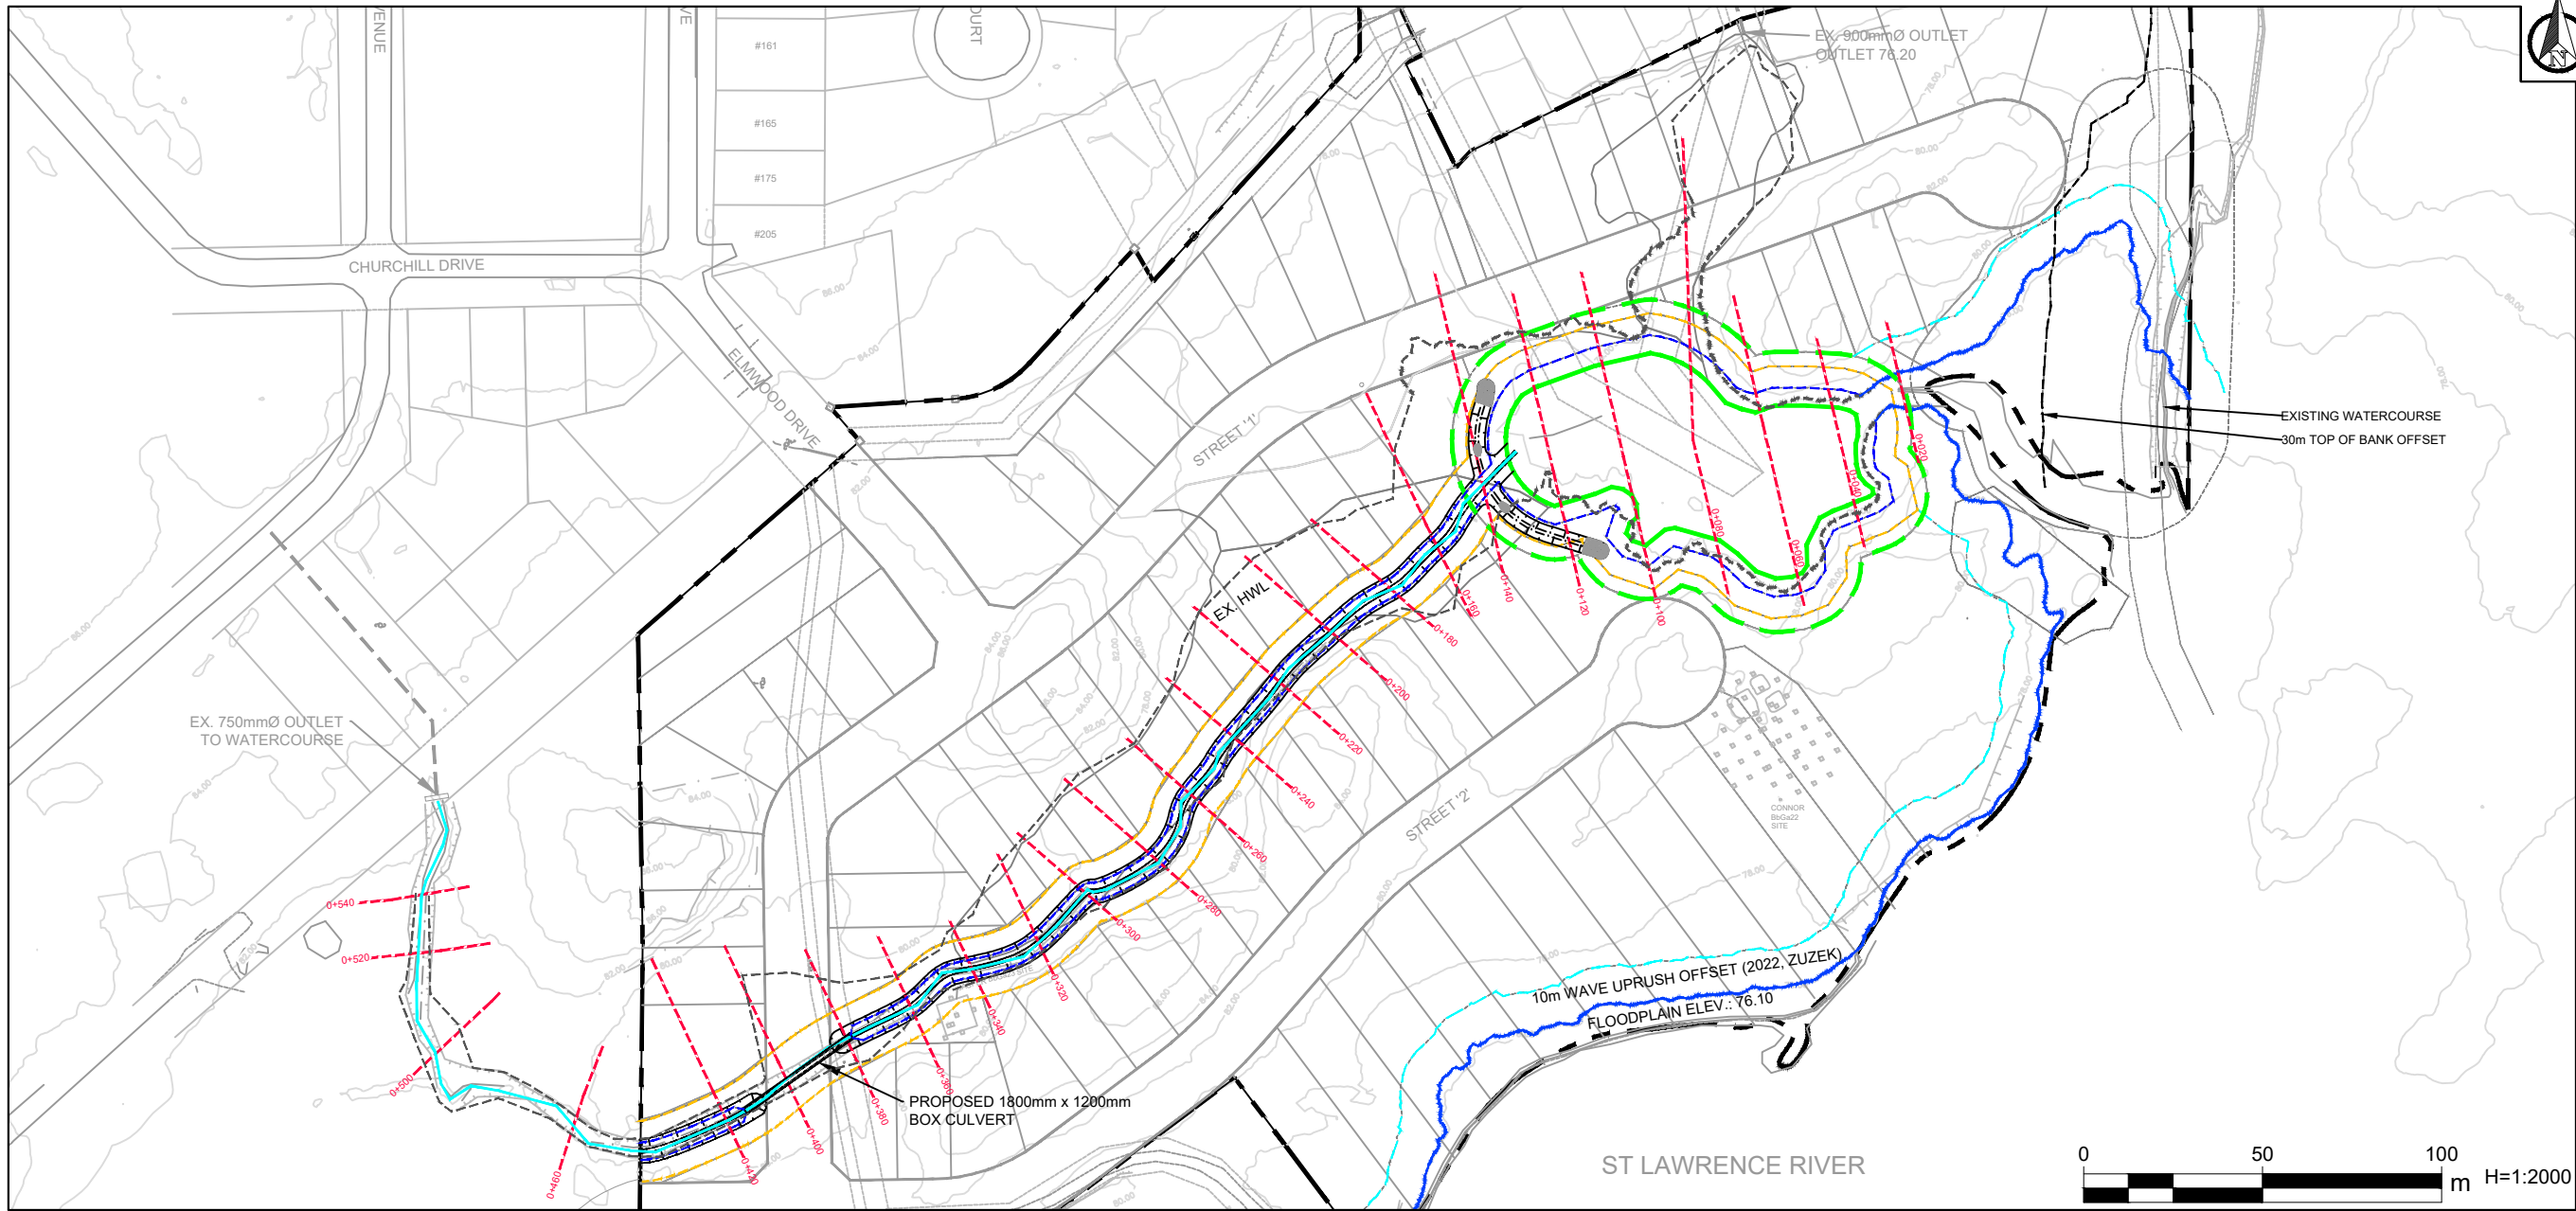 VENUE
VE
OURT
#161
#165
#175
#205
EX. 900mmØ OUTLET
OUTLET 76.20
N
CHURCHILL DRIVE
ELMWOOD DRIVE
STREET '1'
STREET '2'
EXISTING WATERCOURSE
30m TOP OF BANK OFFSET
EX. HWL
EX. 750mmØ OUTLET
TO WATERCOURSE
0+020
0+040
0+060
0+080
0+100
0+120
0+140
0+160
0+180
0+200
0+220
0+240
0+260
0+280
0+300
0+320
0+340
0+360
0+380
0+400
0+420
0+460
0+500
0+520
0+540
CONNOR
BbGa22
SITE
PROPOSED 1800mm x 1200mm
BOX CULVERT
10m WAVE UPRUSH OFFSET (2022, ZUZEK)
FLOODPLAIN ELEV.: 76.10
ST LAWRENCE RIVER
0 50 100
m H=1:2000